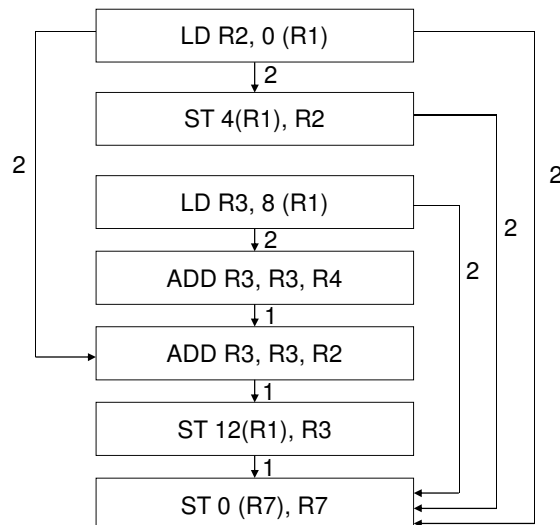 LD R2, 0 (R1)
2
ST 4(R1), R2
2
2
LD R3, 8 (R1)
2
2
2
ADD R3, R3, R4
1
ADD R3, R3, R2
1
ST 12(R1), R3
1
ST 0 (R7), R7